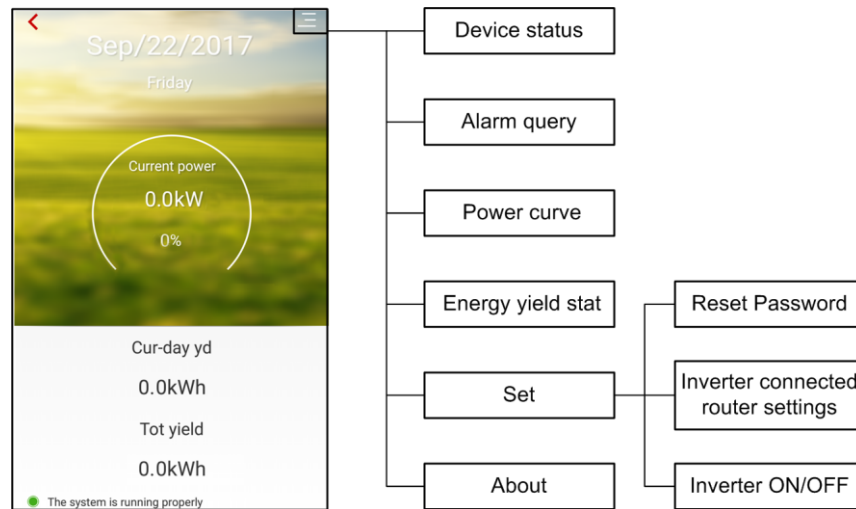 Sep/22/2017
Friday
Current power
0.0kW
0%
Cur-day yd
0.0kWh
Tot yield
0.0kWh
The system is running properly
Device status
Alarm query
Power curve
Energy yield stat
Set
About
Reset Password
Inverter connected
router settings
Inverter ON/OFF